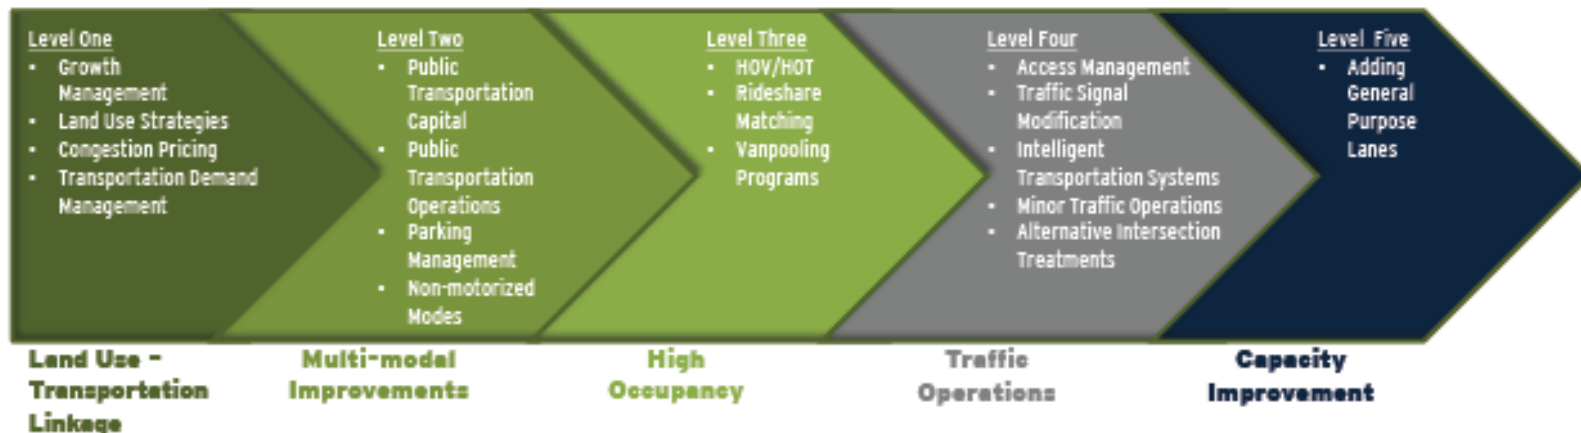 Level One
▪ Growth
Management
▪ Land Use Strategies
▪ Congestion Pricing
▪ Transportation Demand
Management
Level Two
▪ Public
Transportation
Capital
▪ Public
Transportation
Operations
▪ Parking
Management
▪ Non-motorized
Modes
Level Three
▪ HOV/HOT
▪ Rideshare
Matching
▪ Vanpooling
Programs
Level Four
▪ Access Management
▪ Traffic Signal
Modification
▪ Intelligent
Transportation Systems
▪ Minor Traffic Operations
▪ Alternative Intersection
Treatments
Level Five
▪ Adding
General
Purpose
Lanes
Land Use –
Transportation
Linkage
Multi-modal
Improvements
High
Occupancy
Traffic
Operations
Capacity
Improvement